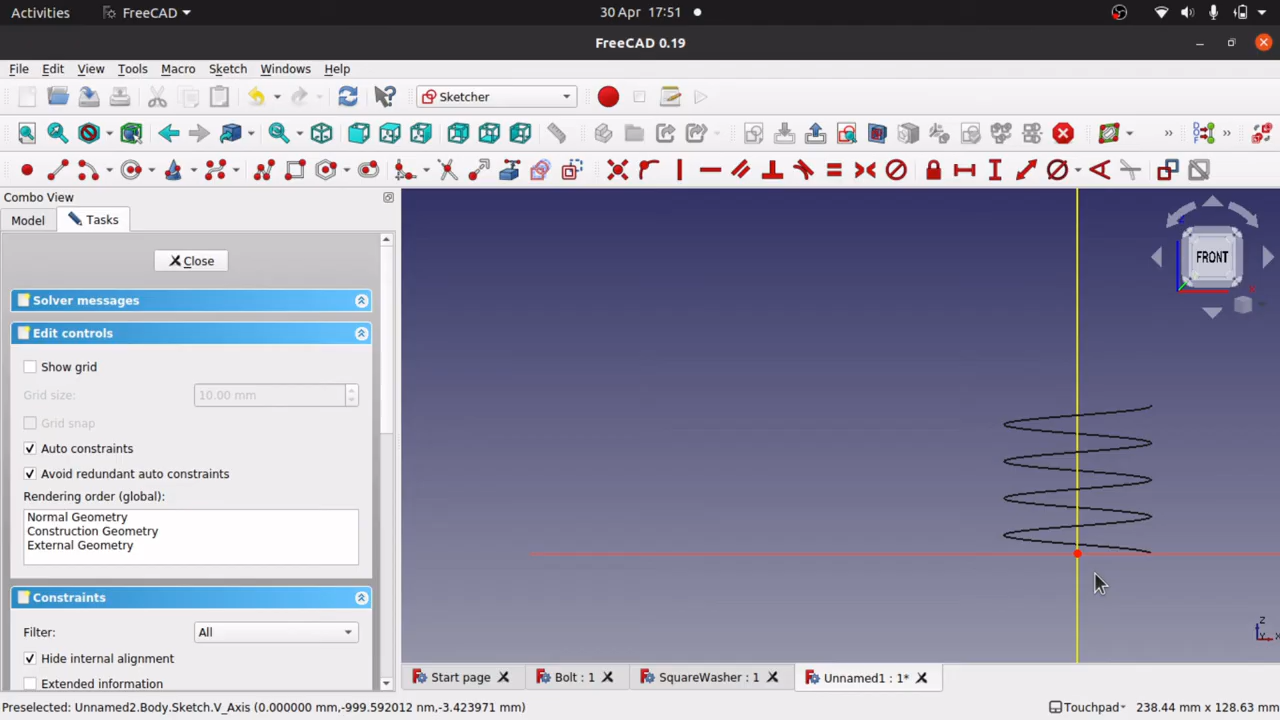 Activities
FreeCAD
30 Apr 17:51
FreeCAD 0.19
File Edit View Tools Macro Sketch Windows Help
Sketcher
Combo View
Model Tasks
Close
Solver messages
Edit controls
Show grid
Grid size: 10.00 mm
Grid snap
Auto constraints
Avoid redundant auto constraints
Rendering order (global):
Normal Geometry
Construction Geometry
External Geometry
Constraints
Filter: All
Hide internal alignment
Extended information
FRONT
Z
Start page Bolt : 1 SquareWasher : 1 Unnamed1 : 1*
Preselected: Unnamed2.Body.Sketch.V_Axis (0.000000 mm,-999.592012 nm,-3.423971 mm) Touchpad 238.44 mm x 128.63 mm